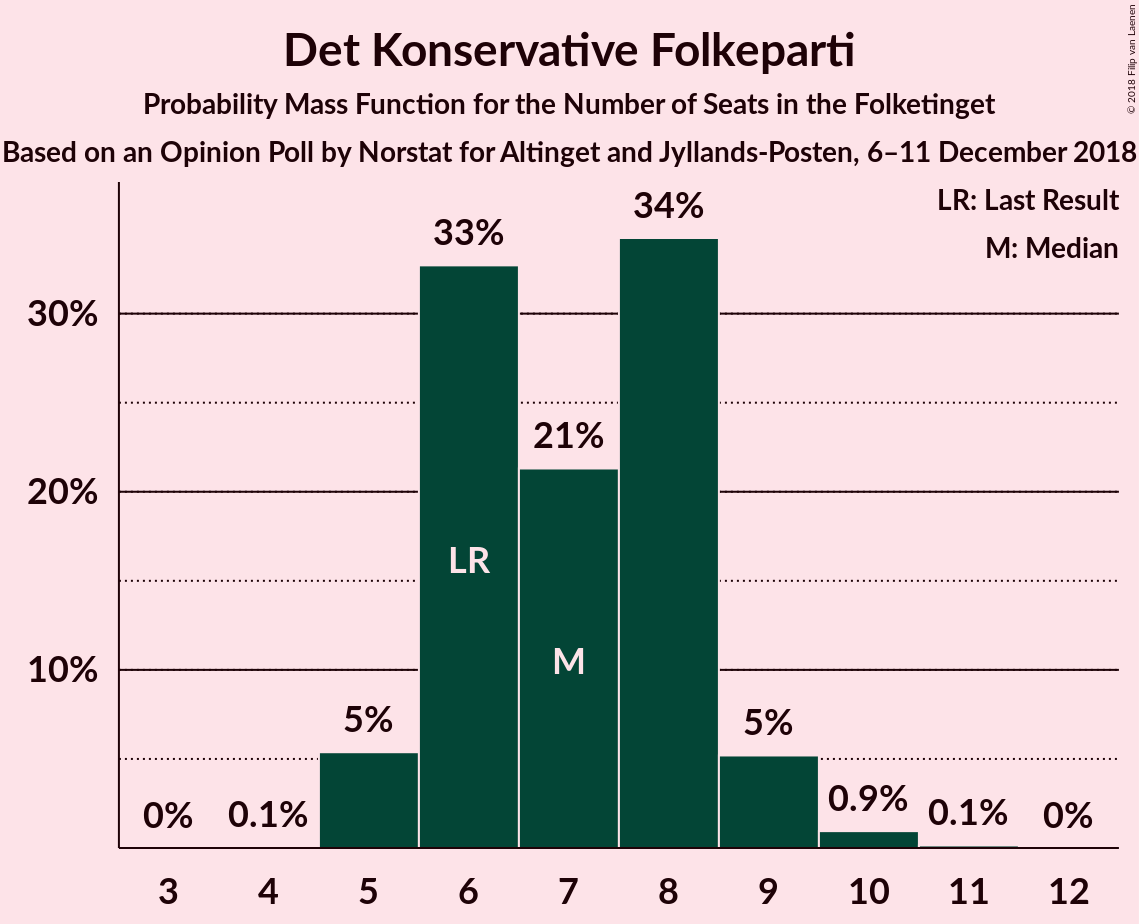 Det Konservative Folkeparti
Probability Mass Function for the Number of Seats in the Folketinget
Based on an Opinion Poll by Norstat for Altinget and Jyllands-Posten, 6–11 December 2018
© 2018 Filip van Laenen
LR: Last Result
M: Median
34%
33%
30%
21%
20%
LR
M
10%
5%
5%
0%
0.1%
0.9%
0.1%
0%
3 4 5 6 7 8 9 10 11 12